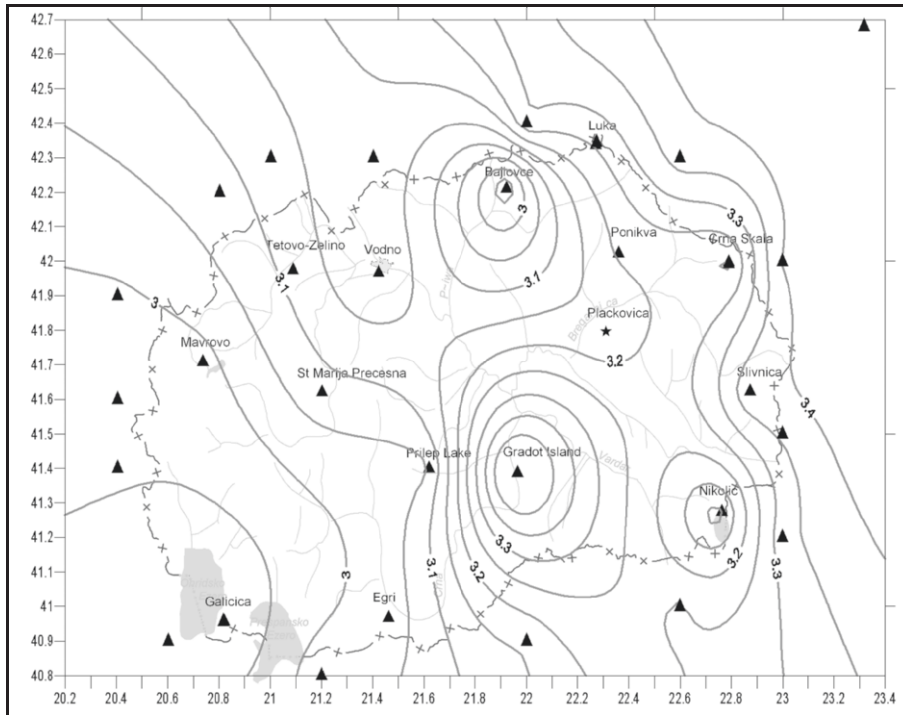 42.7
42.6
42.5
42.4
Luka
42.3
Bajlovce
42.2
3
42.1
3.3
Ponikva
Crna Skala
Tetovo-Zelino
Vodno
42
3.1
3.1
41.9
3
Plackovica
41.8
Mavrovo
3.2
41.7
St Marija Precesna
Slivnica
41.6
3.4
41.5
Prilep Lake
Gradot Island
Vardar
41.4
41.3
Nikolic
41.2
3.3
3.2
41.1
3
3.1
3.2
3.3
41
Galicica
Egri
Crna
40.9
40.8
20.2 20.4 20.6 20.8 21 21.2 21.4 21.6 21.8 22 22.2 22.4 22.6 22.8 23 23.2 23.4